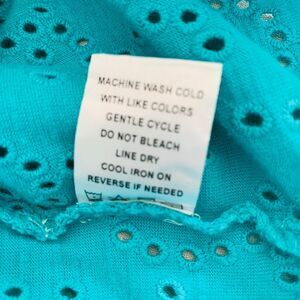 MACHINE WASH COLD
WITH LIKE COLORS
GENTLE CYCLE
DO NOT BLEACH
LINE DRY
COOL IRON ON
REVERSE IF NEEDED